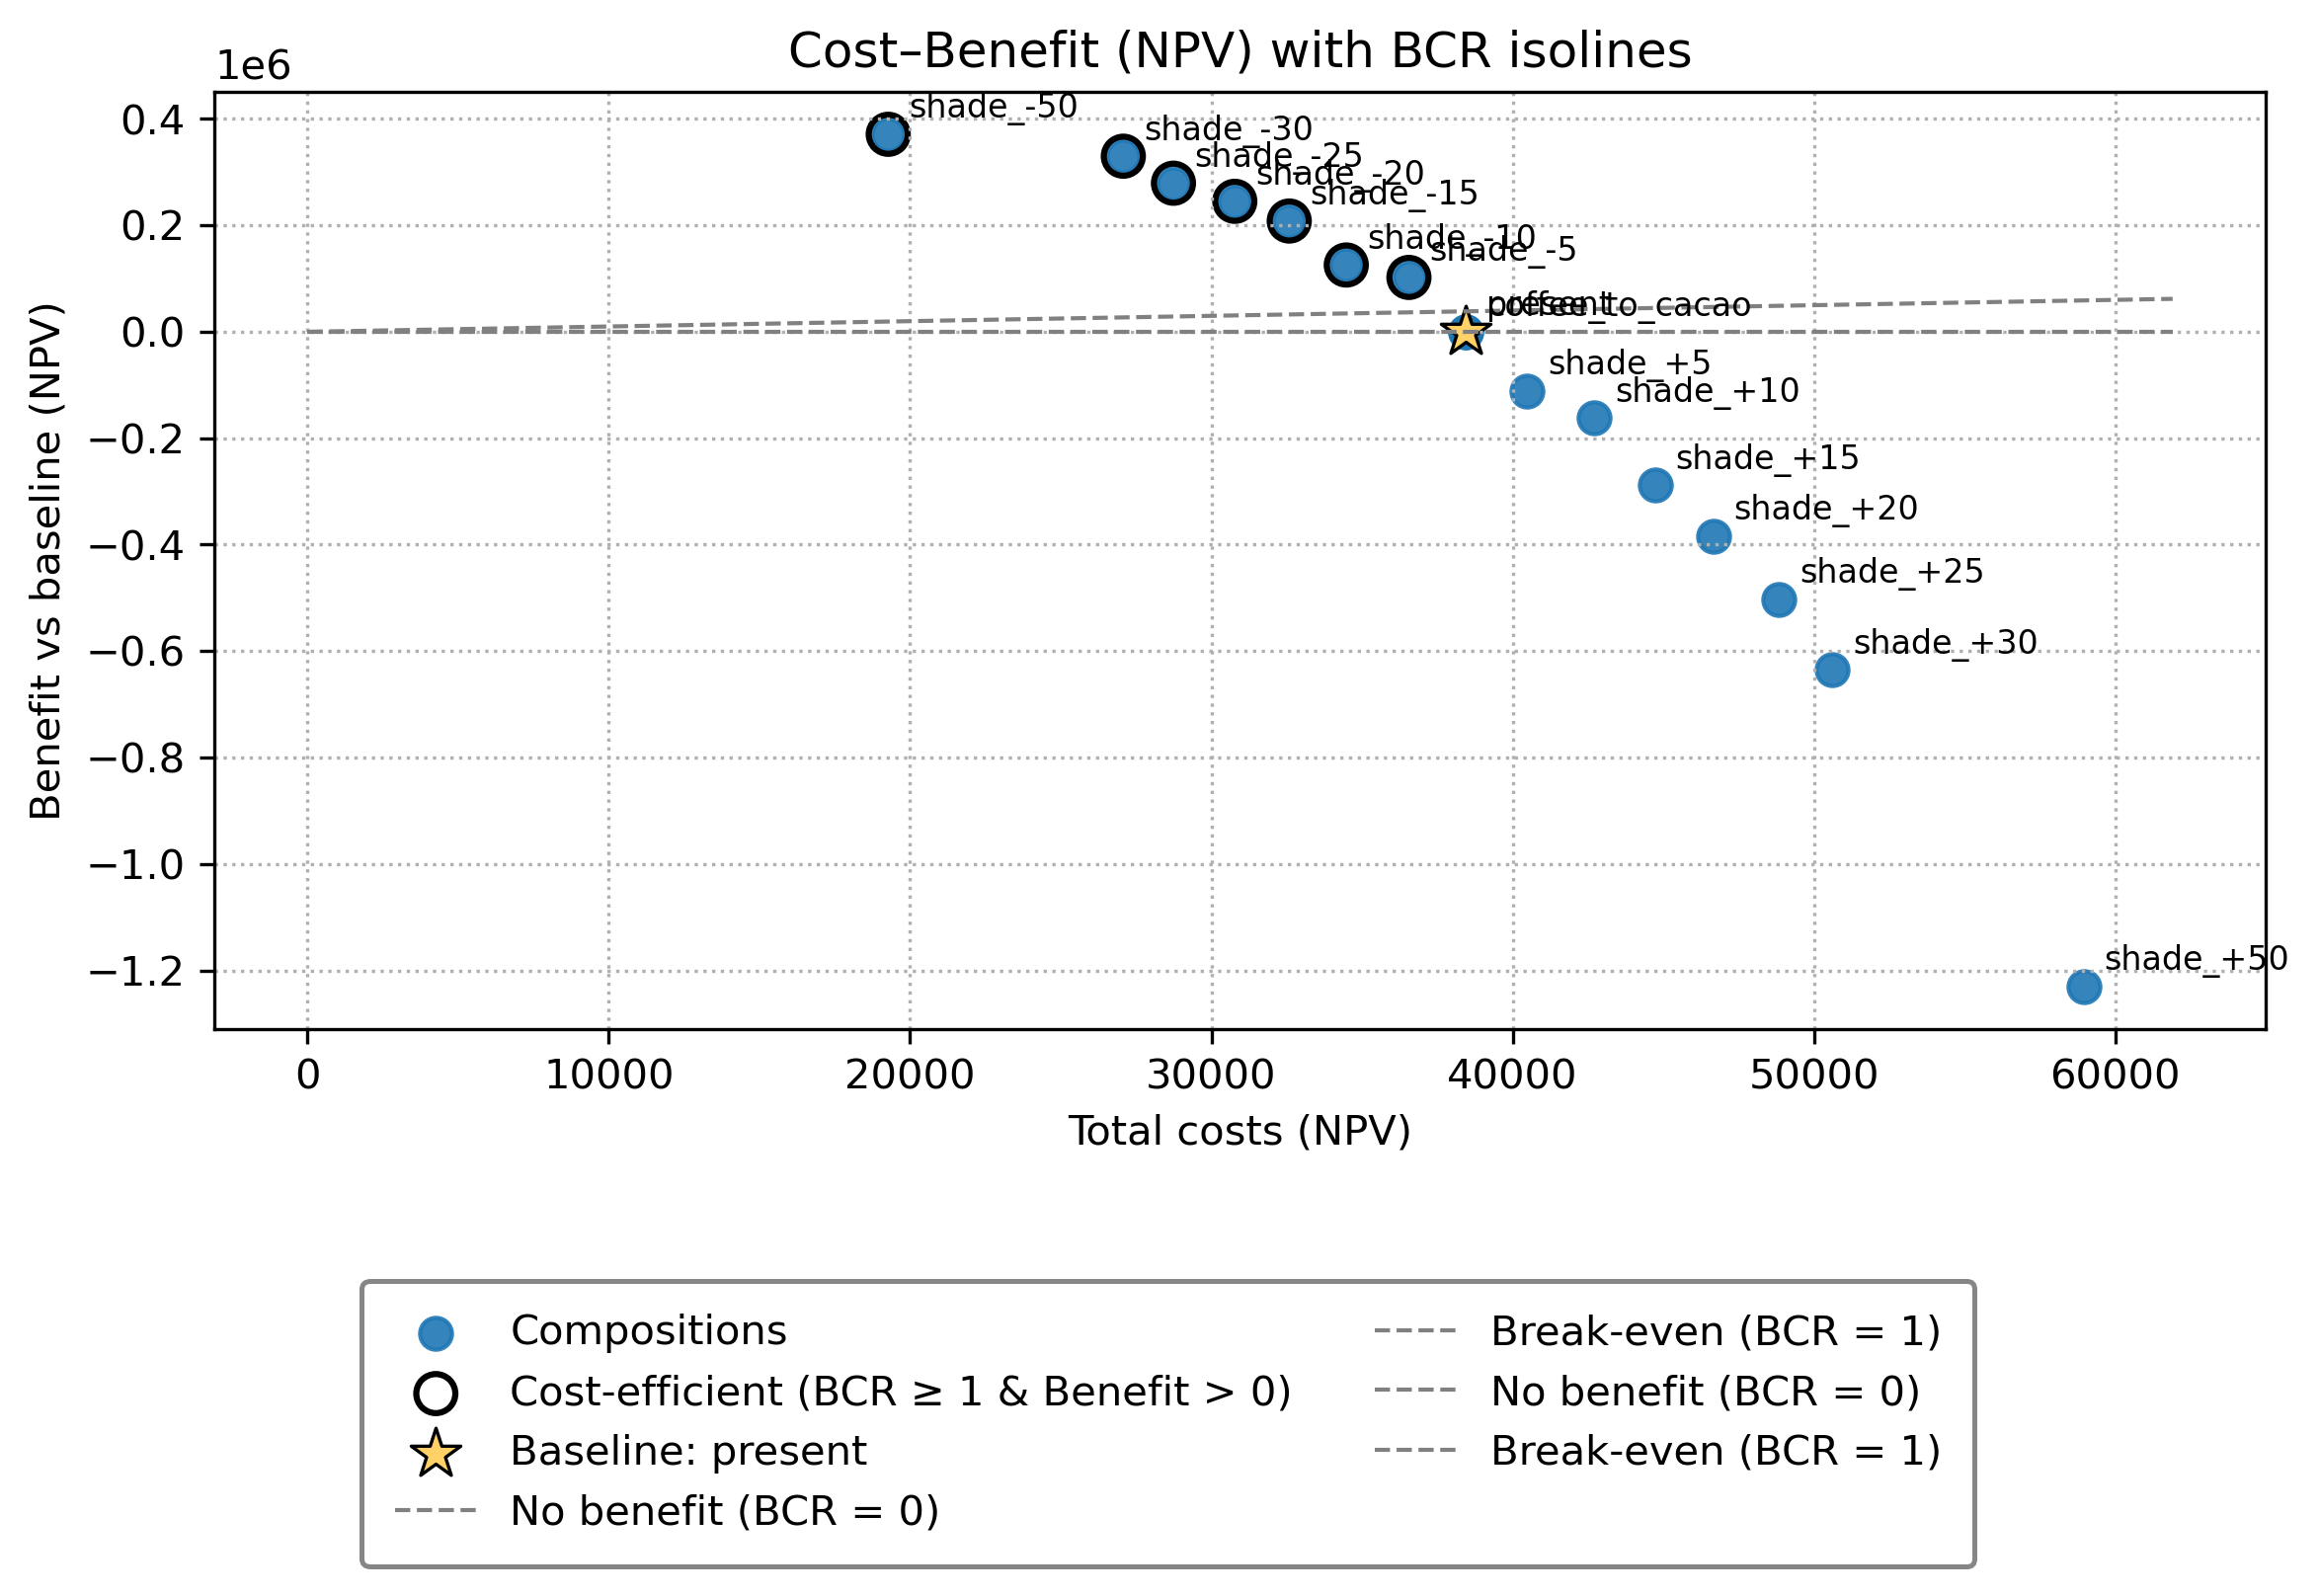 Cost–Benefit (NPV) with BCR isolines
1e6
Benefit vs baseline (NPV)
0.4
0.2
0.0
−0.2
−0.4
−0.6
−0.8
−1.0
−1.2
shade_-50
shade_-30
shade_-25
shade_-20
shade_-15
shade_-10
shade_-5
present
coffee_to_cacao
shade_+5
shade_+10
shade_+15
shade_+20
shade_+25
shade_+30
shade_+50
0 10000 20000 30000 40000 50000 60000
Total costs (NPV)
Compositions
Cost-efficient (BCR ≥ 1 & Benefit > 0)
Baseline: present
No benefit (BCR = 0)
Break-even (BCR = 1)
No benefit (BCR = 0)
Break-even (BCR = 1)